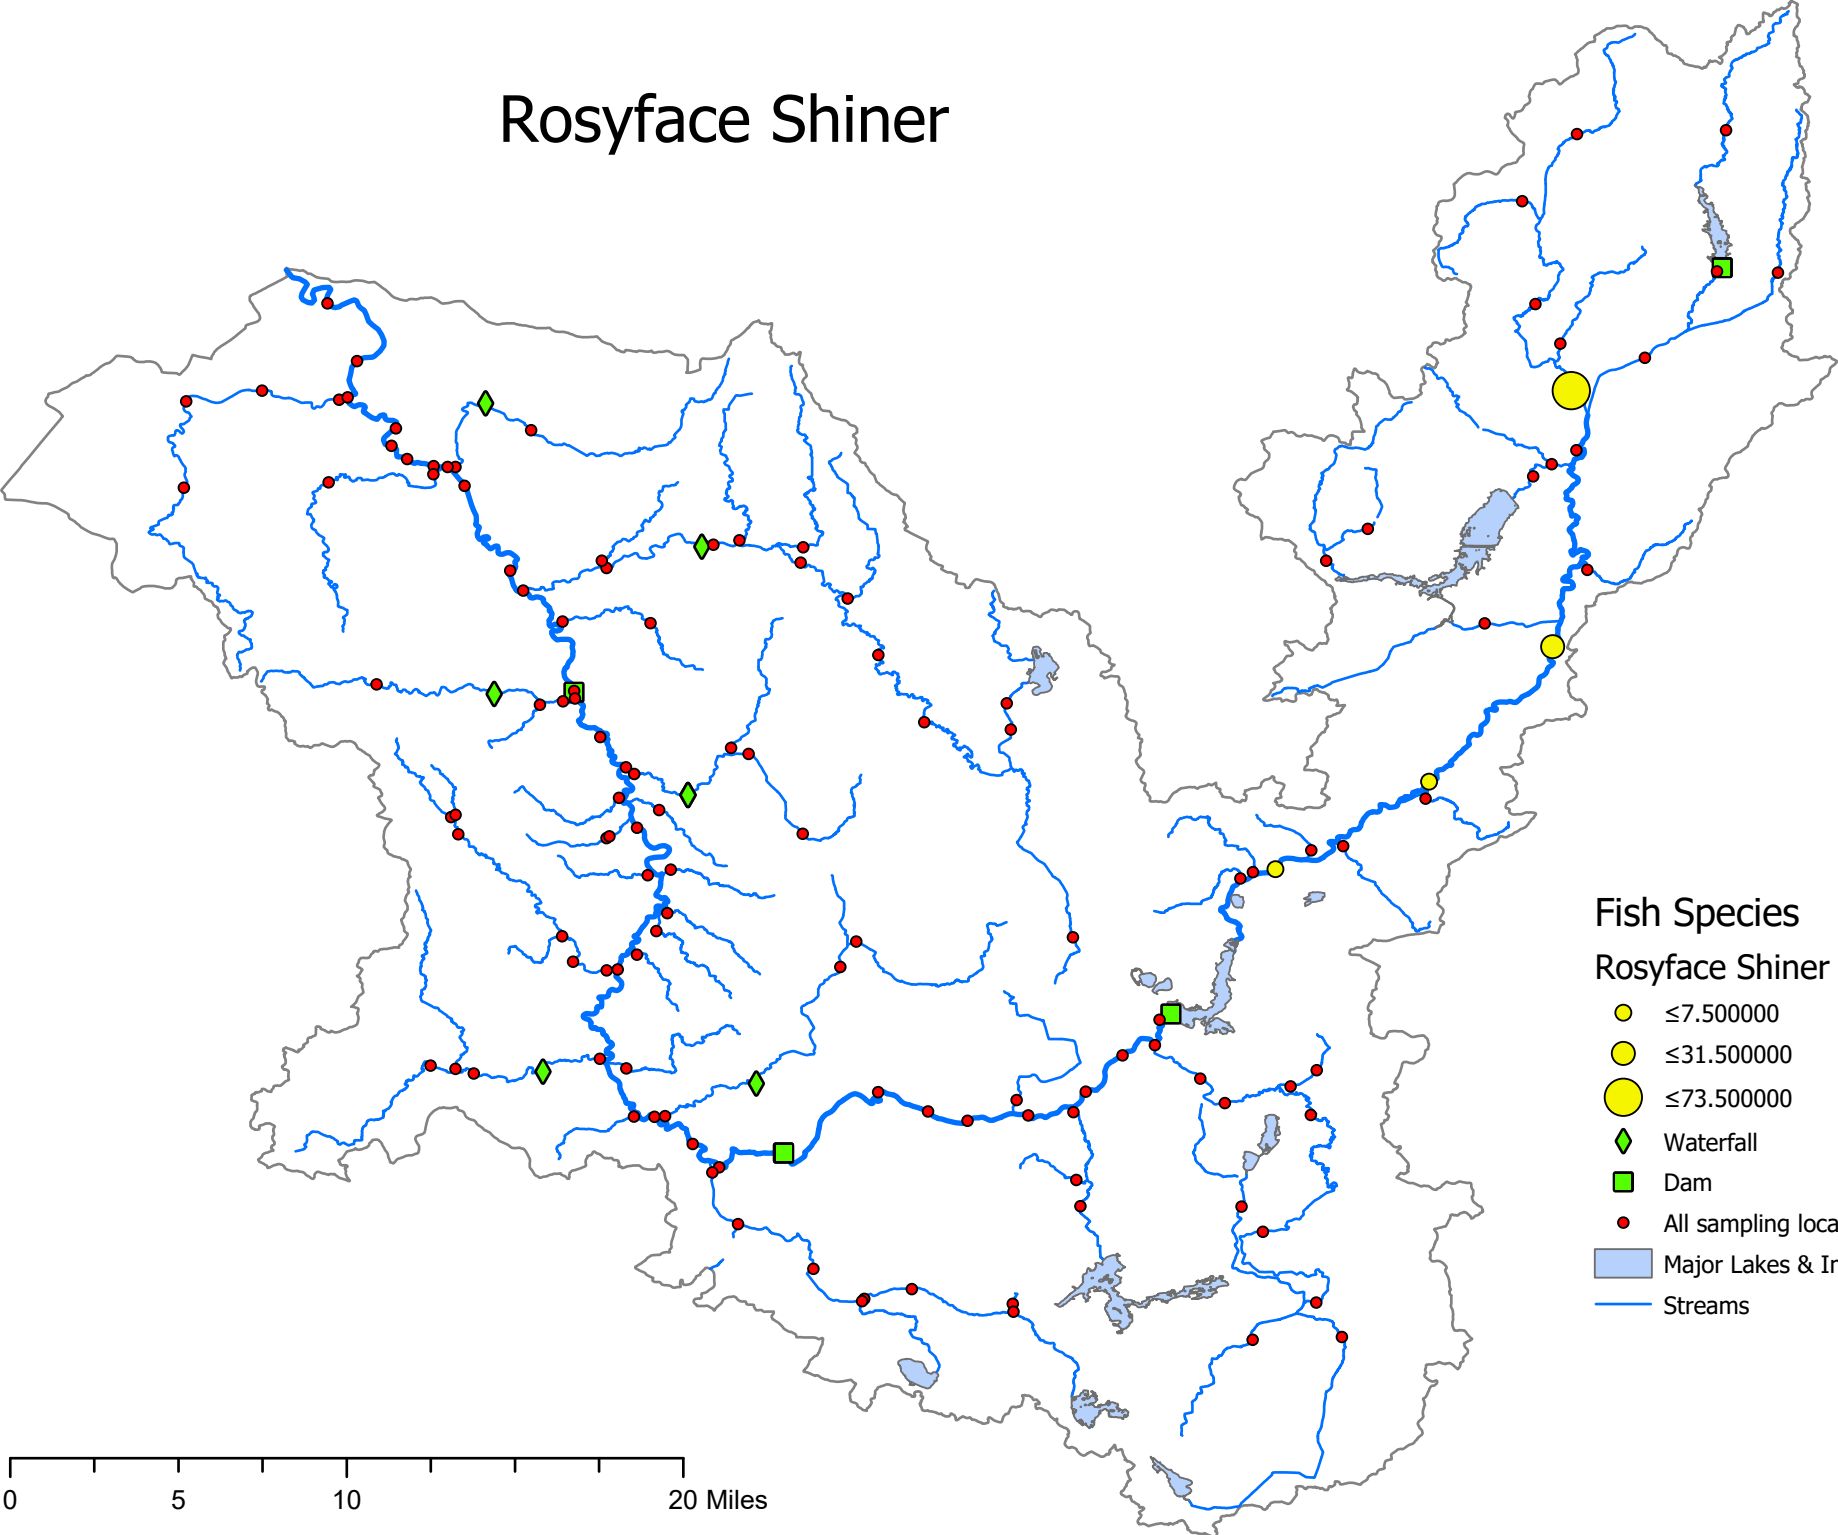 Rosyface Shiner
Fish Species
Rosyface Shiner
≤7.500000
≤31.500000
≤73.500000
Waterfall
Dam
All sampling loca
Major Lakes & Ir
Streams
0 5 10 20 Miles